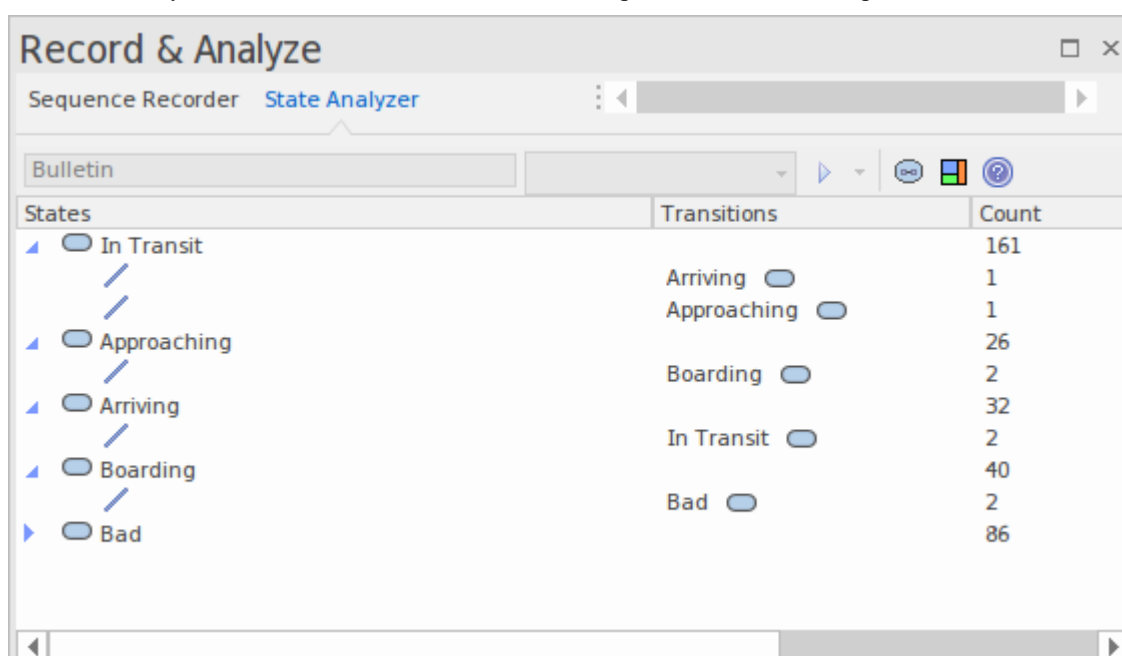 Record & Analyze
Sequence Recorder State Analyzer
Bulletin
States Transitions Count
In Transit 161
Arriving 1
Approaching 1
Approaching 26
Boarding 2
Arriving 32
In Transit 2
Boarding 40
Bad 2
Bad 86